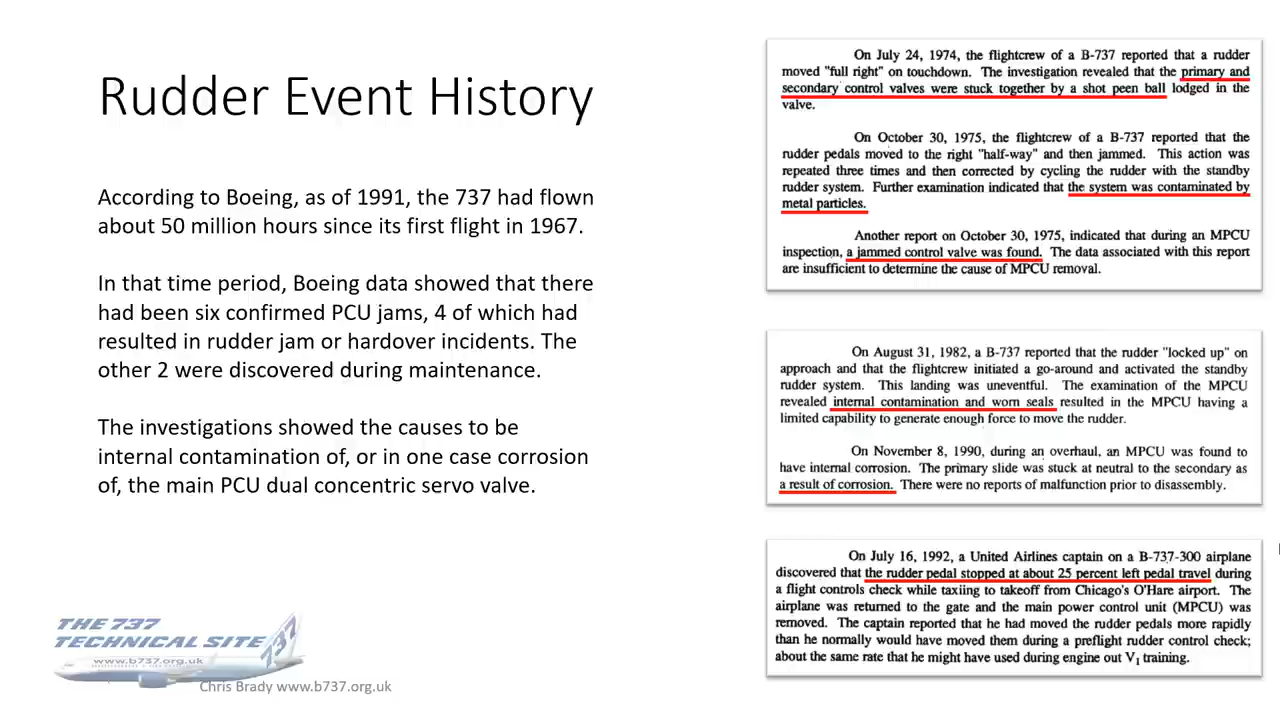 Rudder Event History
According to Boeing, as of 1991, the 737 had flown
about 50 million hours since its first flight in 1967.
In that time period, Boeing data showed that there
had been six confirmed PCU jams, 4 of which had
resulted in rudder jam or hardover incidents. The
other 2 were discovered during maintenance.
The investigations showed the causes to be
internal contamination of, or in one case corrosion
of, the main PCU dual concentric servo valve.
On July 24, 1974, the flightcrew of a B-737 reported that a rudder
moved "full right" on touchdown. The investigation revealed that the primary and
secondary control valves were stuck together by a shot peen ball lodged in the
valve.
On October 30, 1975, the flightcrew of a B-737 reported that the
rudder pedals moved to the right "half-way" and then jammed. This action was
repeated three times and then corrected by cycling the rudder with the standby
rudder system. Further examination indicated that the system was contaminated by
metal particles.
Another report on October 30, 1975, indicated that during an MPCU
inspection, a jammed control valve was found. The data associated with this report
are insufficient to determine the cause of MPCU removal.
On August 31, 1982, a B-737 reported that the rudder "locked up" on
approach and that the flightcrew initiated a go-around and activated the standby
rudder system. This landing was uneventful. The examination of the MPCU
revealed internal contamination and worn seals resulted in the MPCU having a
limited capability to generate enough force to move the rudder.
On November 8, 1990, during an overhaul, an MPCU was found to
have internal corrosion. The primary slide was stuck at neutral to the secondary as
a result of corrosion. There were no reports of malfunction prior to disassembly.
On July 16, 1992, a United Airlines captain on a B-737-300 airplane
discovered that the rudder pedal stopped at about 25 percent left pedal travel during
a flight controls check while taxiing to takeoff from Chicago's O'Hare airport. The
airplane was returned to the gate and the main power control unit (MPCU) was
removed. The captain reported that he had moved the rudder pedals more rapidly
than he normally would have moved them during a preflight rudder control check;
about the same rate that he might have used during engine out V1 training.
THE 737
TECHNICAL SITE
737
www.b737.org.uk
Chris Brady www.b737.org.uk